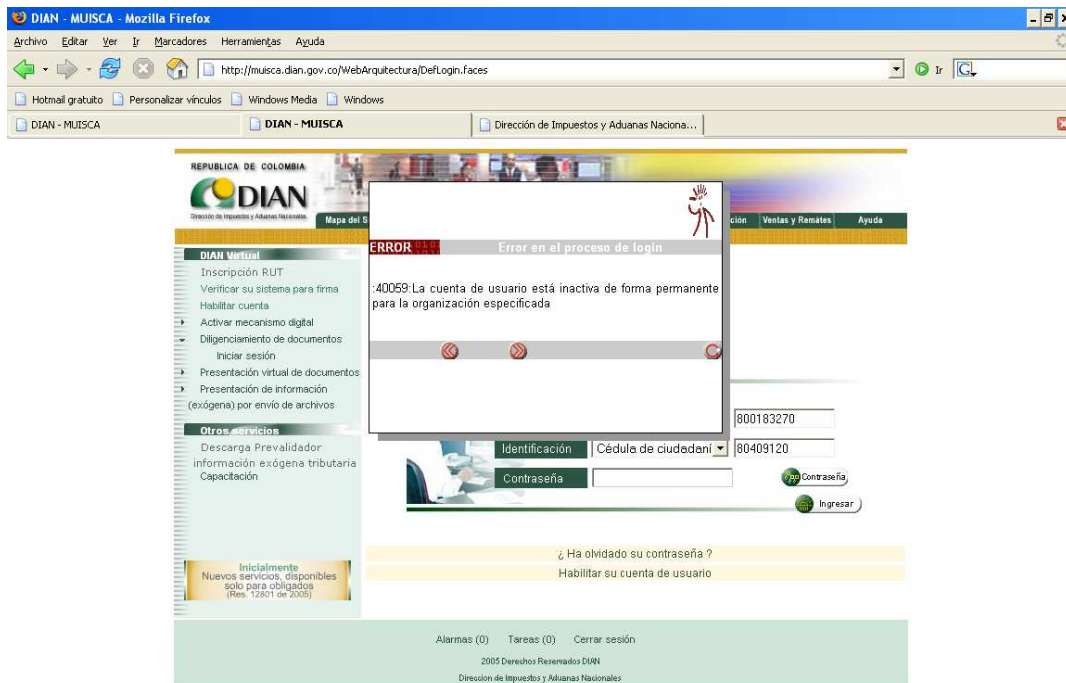 DIAN - MUISCA - Mozilla Firefox
Archivo Editar Ver Ir Marcadores Herramientas Ayuda
http://muisca.dian.gov.co/WebArquitectura/DefLogin.faces
Ir
Hotmail gratuito Personalizar vínculos Windows Media Windows
DIAN - MUISCA DIAN - MUISCA Dirección de Impuestos y Aduanas Naciona...
REPUBLICA DE COLOMBIA
DIAN
Dirección de Impuestos y Aduanas Nacionales
Mapa del S
ción Ventas y Remates Ayuda
DIAN Virtual
Inscripción RUT
Verificar su sistema para firma
Habilitar cuenta
Activar mecanismo digital
Diligenciamiento de documentos
Iniciar sesión
Presentación virtual de documentos
Presentación de información
(exógena) por envío de archivos
Otros servicios
Descarga Prevalidador
información exógena tributaria
Capacitación
Inicialmente
Nuevos servicios, disponibles
solo para obligados
(Res. 12801 de 2005)
ERROR Error en el proceso de login
:40059:La cuenta de usuario está inactiva de forma permanente
para la organización especificada
800183270
Identificación Cédula de ciudadaní 80409120
Contraseña Contraseña
Ingresar
¿ Ha olvidado su contraseña ?
Habilitar su cuenta de usuario
Alarmas (0) Tareas (0) Cerrar sesión
2005 Derechos Reservados DIAN
Direccion de Impuestos y Aduanas Nacionales